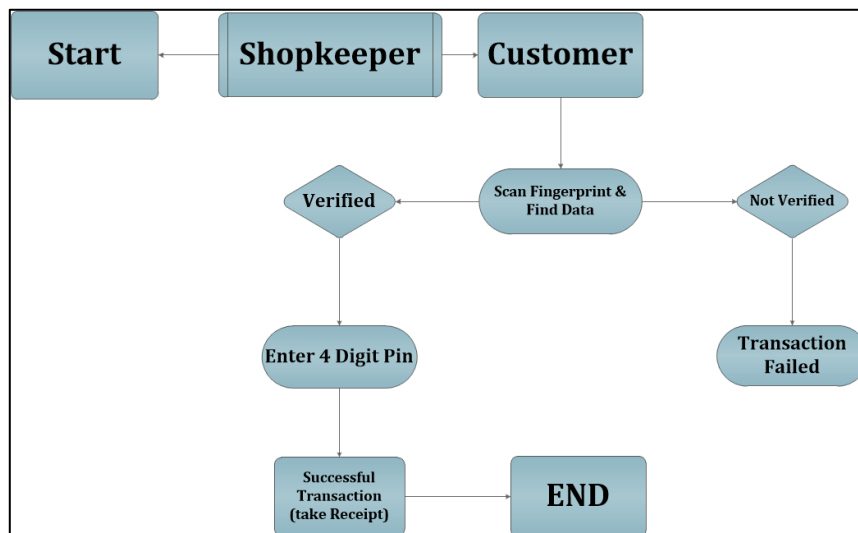 Start
Shopkeeper
Customer
Verified
Scan Fingerprint &
Find Data
Not Verified
Enter 4 Digit Pin
Transaction
Failed
Successful
Transaction
(take Receipt)
END